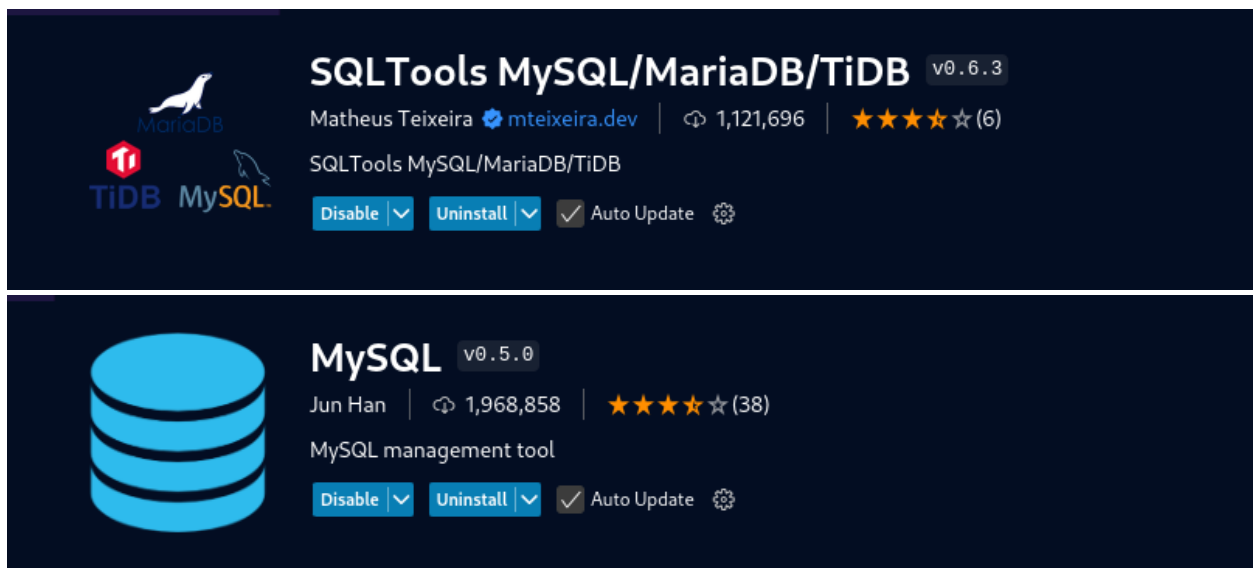 SQLTools MySQL/MariaDB/TiDB v0.6.3
MariaDB
Matheus Teixeira mteixeira.dev 1,121,696 (6)
TiDB MySQL™
SQLTools MySQL/MariaDB/TiDB
Disable Uninstall Auto Update
MySQL v0.5.0
Jun Han 1,968,858 (38)
MySQL management tool
Disable Uninstall Auto Update